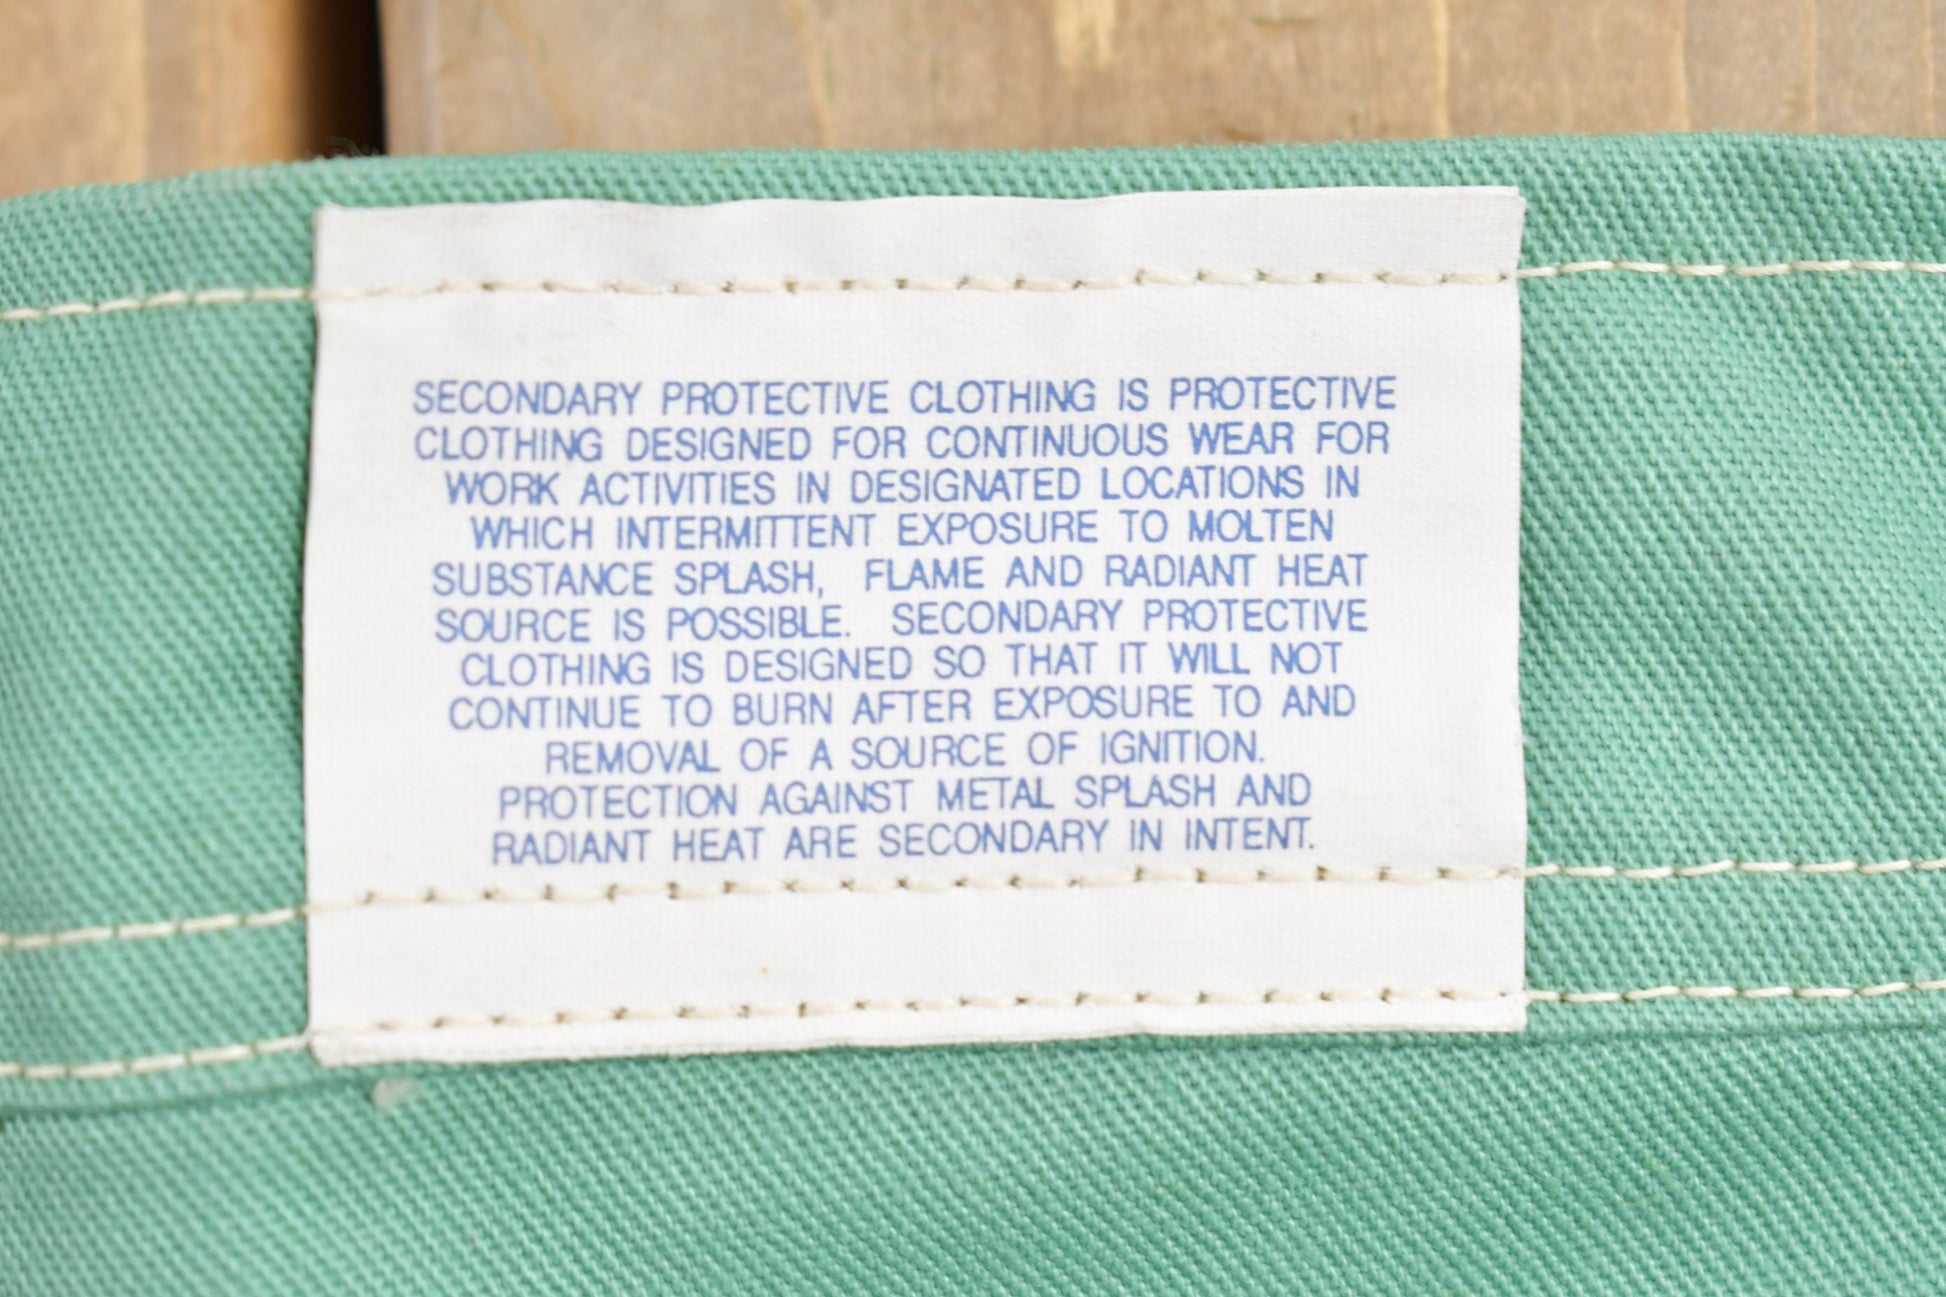 SECONDARY PROTECTIVE CLOTHING IS PROTECTIVE
CLOTHING DESIGNED FOR CONTINUOUS WEAR FOR
WORK ACTIVITIES IN DESIGNATED LOCATIONS IN
WHICH INTERMITTENT EXPOSURE TO MOLTEN
SUBSTANCE SPLASH, FLAME AND RADIANT HEAT
SOURCE IS POSSIBLE. SECONDARY PROTECTIVE
CLOTHING IS DESIGNED SO THAT IT WILL NOT
CONTINUE TO BURN AFTER EXPOSURE TO AND
REMOVAL OF A SOURCE OF IGNITION.
PROTECTION AGAINST METAL SPLASH AND
RADIANT HEAT ARE SECONDARY IN INTENT.